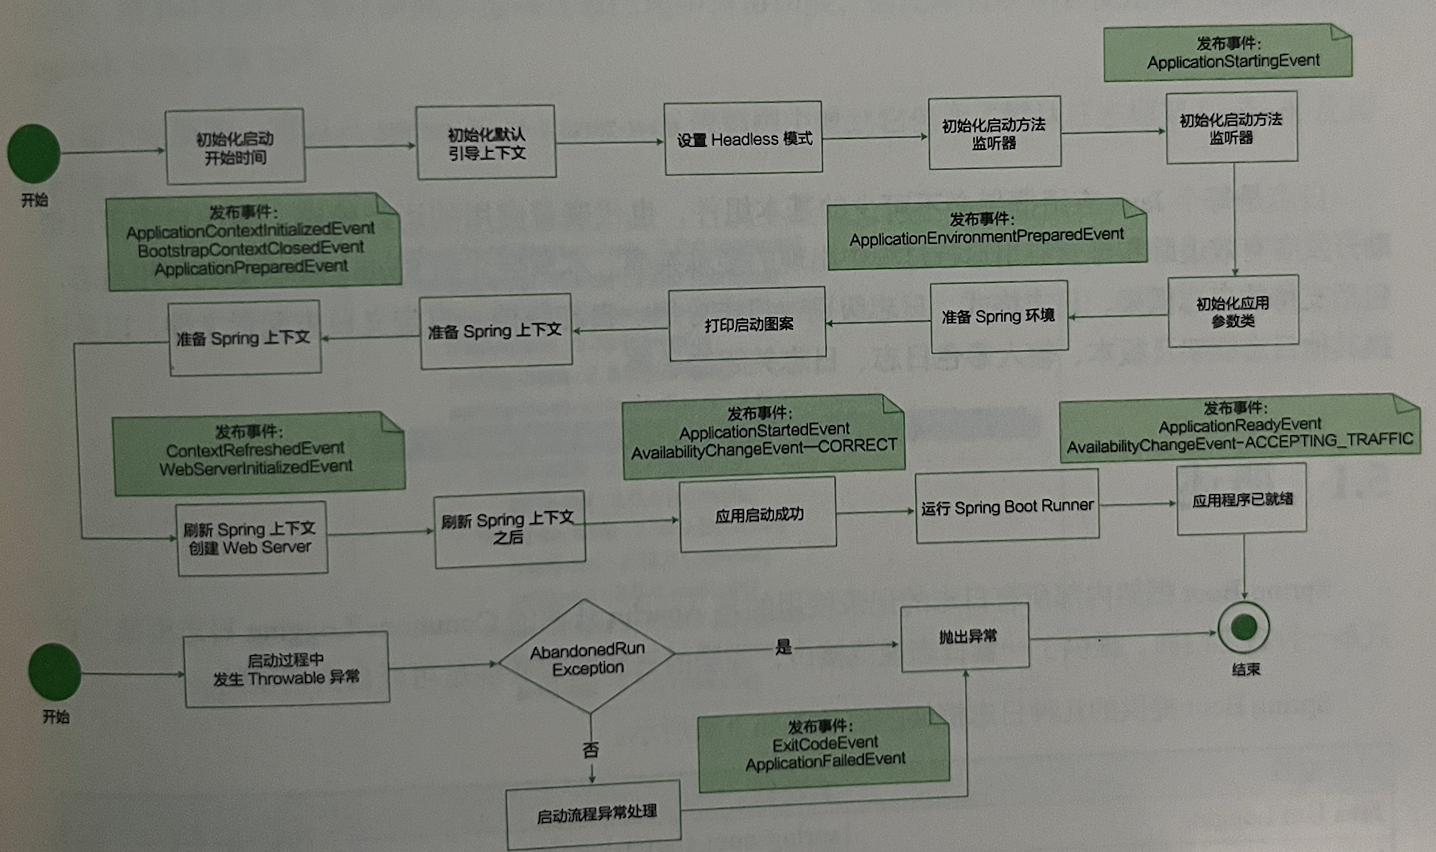 发布事件：
ApplicationStartingEvent
初始化启动
开始时间
初始化默认
引导上下文
设置 Headless 模式
初始化启动方法
监听器
初始化启动方法
监听器
开始
发布事件：
ApplicationContextInitializedEvent
BootstrapContextClosedEvent
ApplicationPreparedEvent
发布事件：
ApplicationEnvironmentPreparedEvent
准备 Spring 上下文
准备 Spring 上下文
打印启动图案
准备 Spring 环境
初始化应用
参数类
发布事件：
ContextRefreshedEvent
WebServerInitializedEvent
发布事件：
ApplicationStartedEvent
AvailabilityChangeEvent—CORRECT
发布事件：
ApplicationReadyEvent
AvailabilityChangeEvent-ACCEPTING_TRAFFIC
刷新 Spring 上下文
创建 Web Server
刷新 Spring 上下文
之后
应用启动成功
运行 Spring Boot Runner
应用程序已就绪
启动过程中
发生 Throwable 异常
AbandonedRun
Exception
是
抛出异常
结束
开始
否
发布事件：
ExitCodeEvent
ApplicationFailedEvent
启动流程异常处理